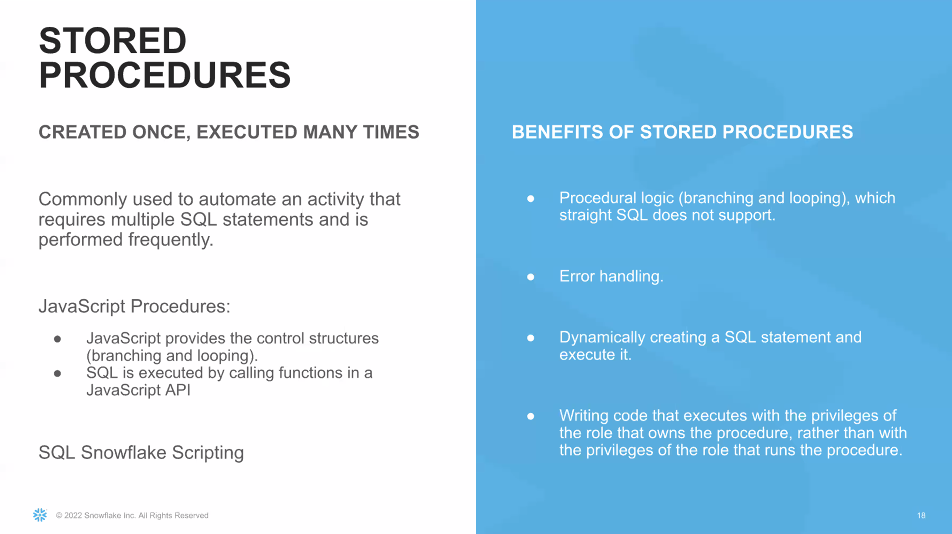 STORED
PROCEDURES
CREATED ONCE, EXECUTED MANY TIMES
Commonly used to automate an activity that
requires multiple SQL statements and is
performed frequently.
JavaScript Procedures:
● JavaScript provides the control structures
(branching and looping).
● SQL is executed by calling functions in a
JavaScript API
SQL Snowflake Scripting
BENEFITS OF STORED PROCEDURES
● Procedural logic (branching and looping), which
straight SQL does not support.
● Error handling.
● Dynamically creating a SQL statement and
execute it.
● Writing code that executes with the privileges of
the role that owns the procedure, rather than with
the privileges of the role that runs the procedure.
© 2022 Snowflake Inc. All Rights Reserved
18